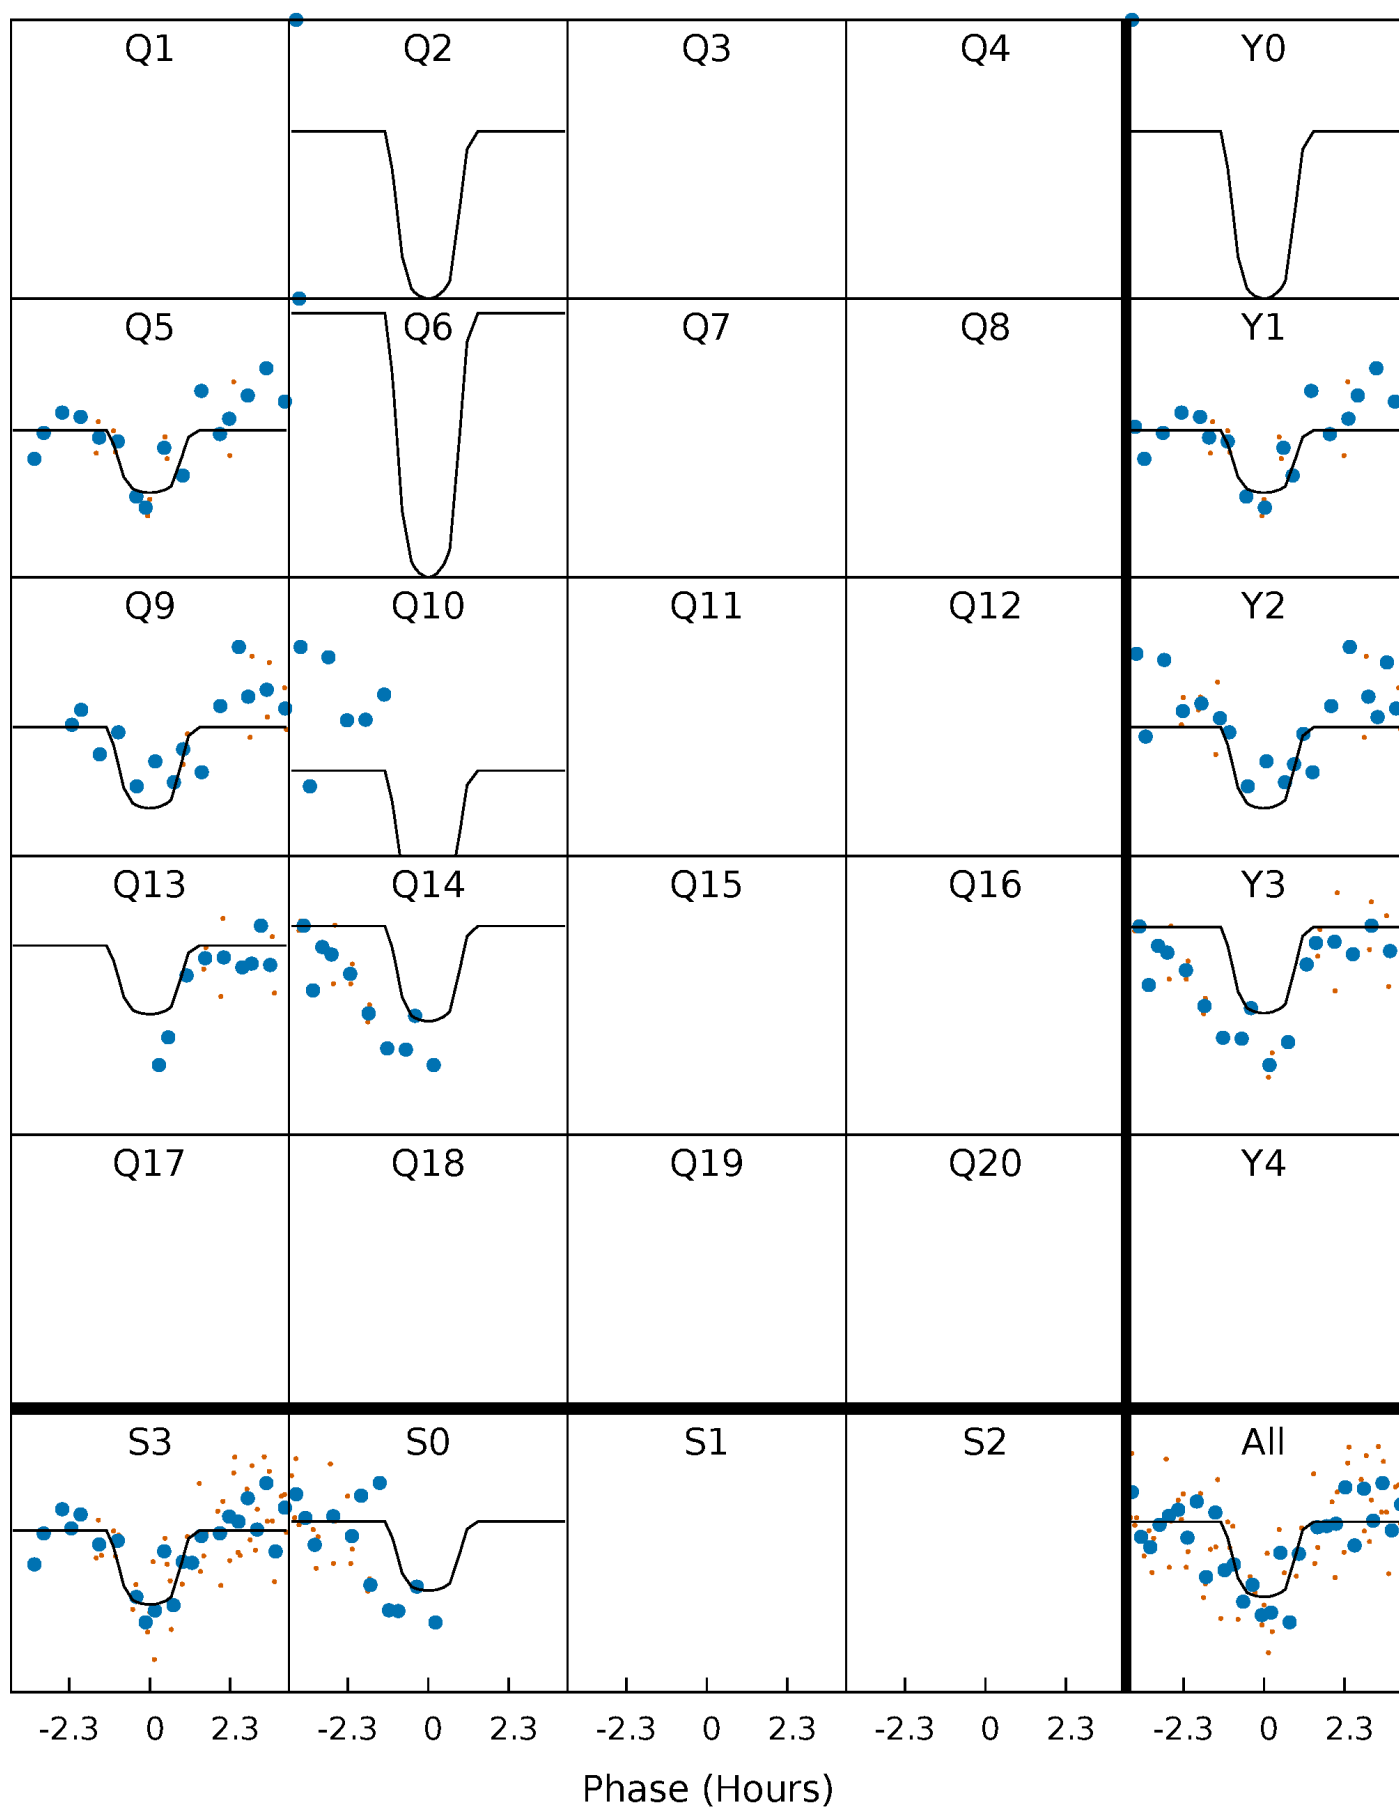 Q1 Q2 Q3 Q4 Y0
Q5 Q6 Q7 Q8 Y1
Q9 Q10 Q11 Q12 Y2
Q13 Q14 Q15 Q16 Y3
Q17 Q18 Q19 Q20 Y4
S3 S0 S1 S2 All
-2.3 0 2.3 -2.3 0 2.3 -2.3 0 2.3 -2.3 0 2.3 -2.3 0 2.3
Phase (Hours)